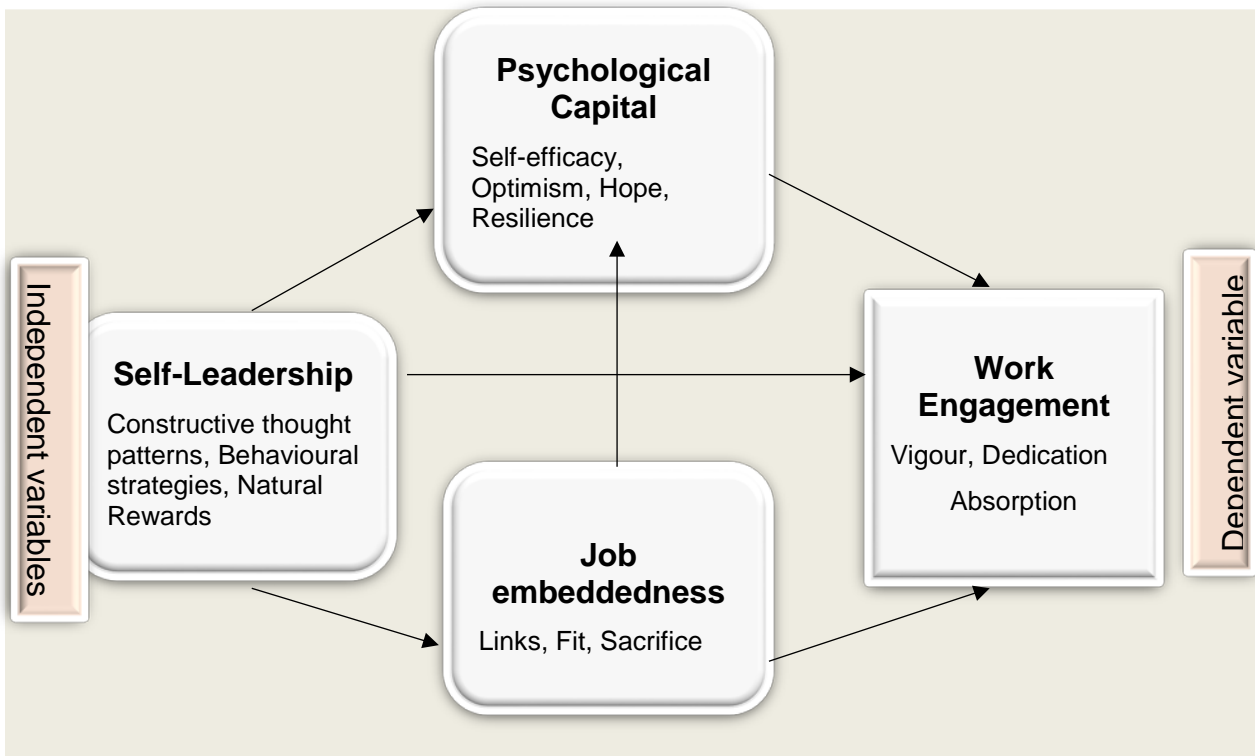 Psychological
Capital
Self-efficacy,
Optimism, Hope,
Resilience
Independent variables
Self-Leadership
Constructive thought
patterns, Behavioural
strategies, Natural
Rewards
Job
embeddedness
Links, Fit, Sacrifice
Work
Engagement
Vigour, Dedication
Absorption
Dependent variable